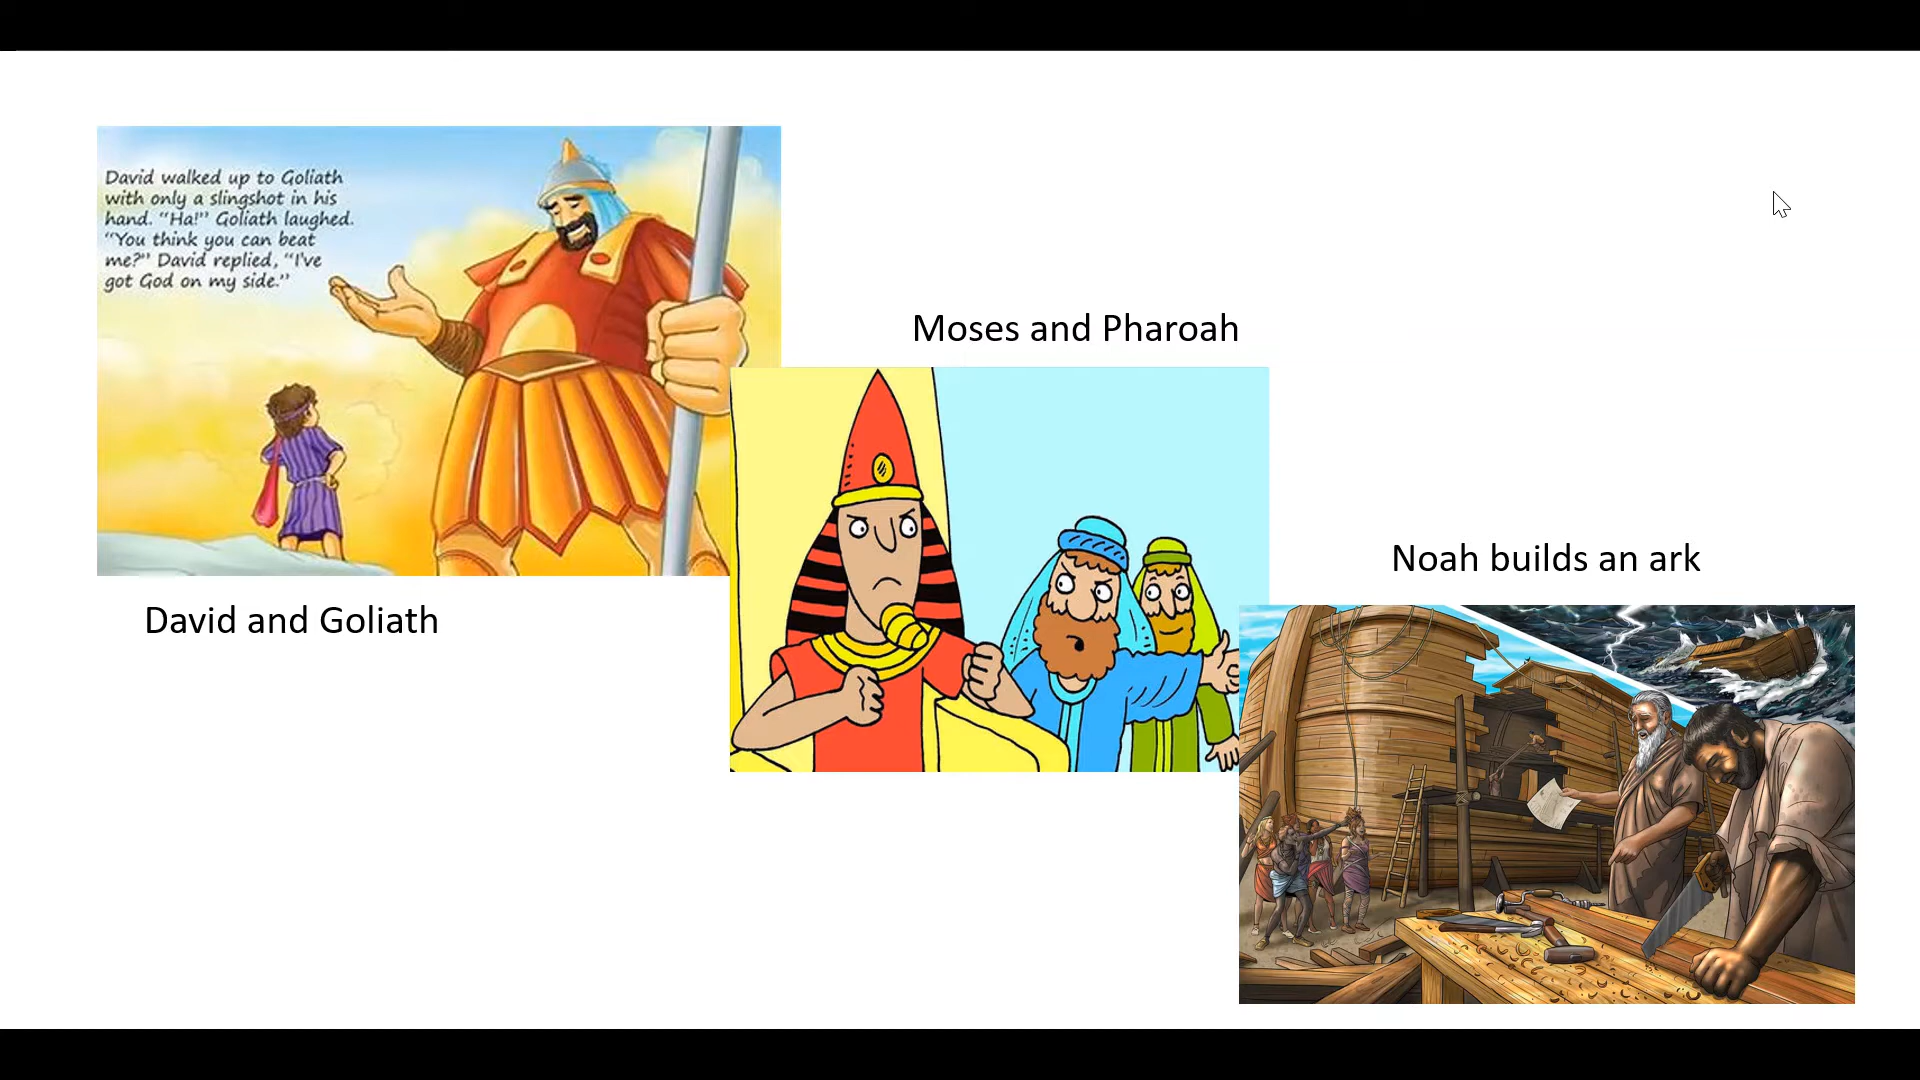 David walked up to Goliath
with only a slingshot in his
hand. “Ha!” Goliath laughed.
“You think you can beat
me?” David replied, “I've
got God on my side.”
David and Goliath
Moses and Pharoah
Noah builds an ark